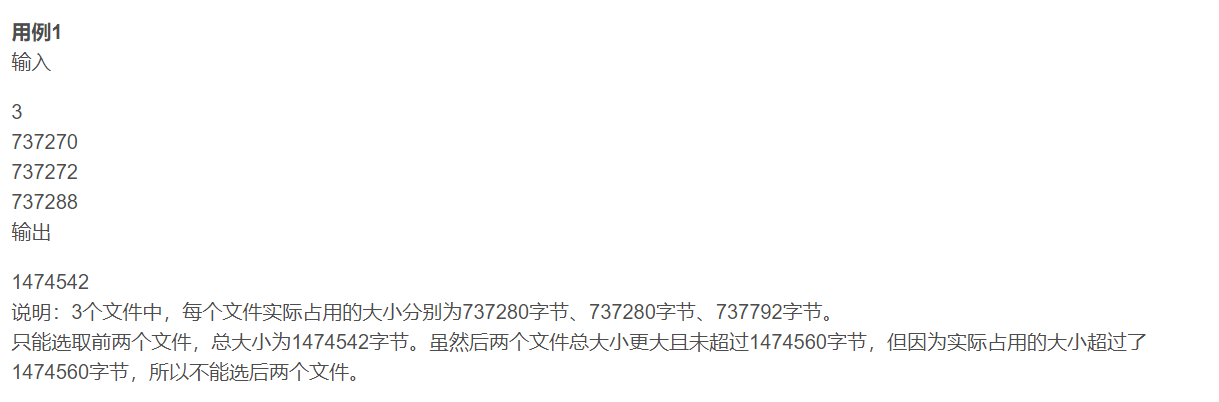 用例1
输入
3
737270
737272
737288
输出
1474542
说明：3个文件中，每个文件实际占用的大小分别为737280字节、737280字节、737792字节。
只能选取前两个文件，总大小为1474542字节。虽然后两个文件总大小更大且未超过1474560字节，但因为实际占用的大小超过了
1474560字节，所以不能选后两个文件。